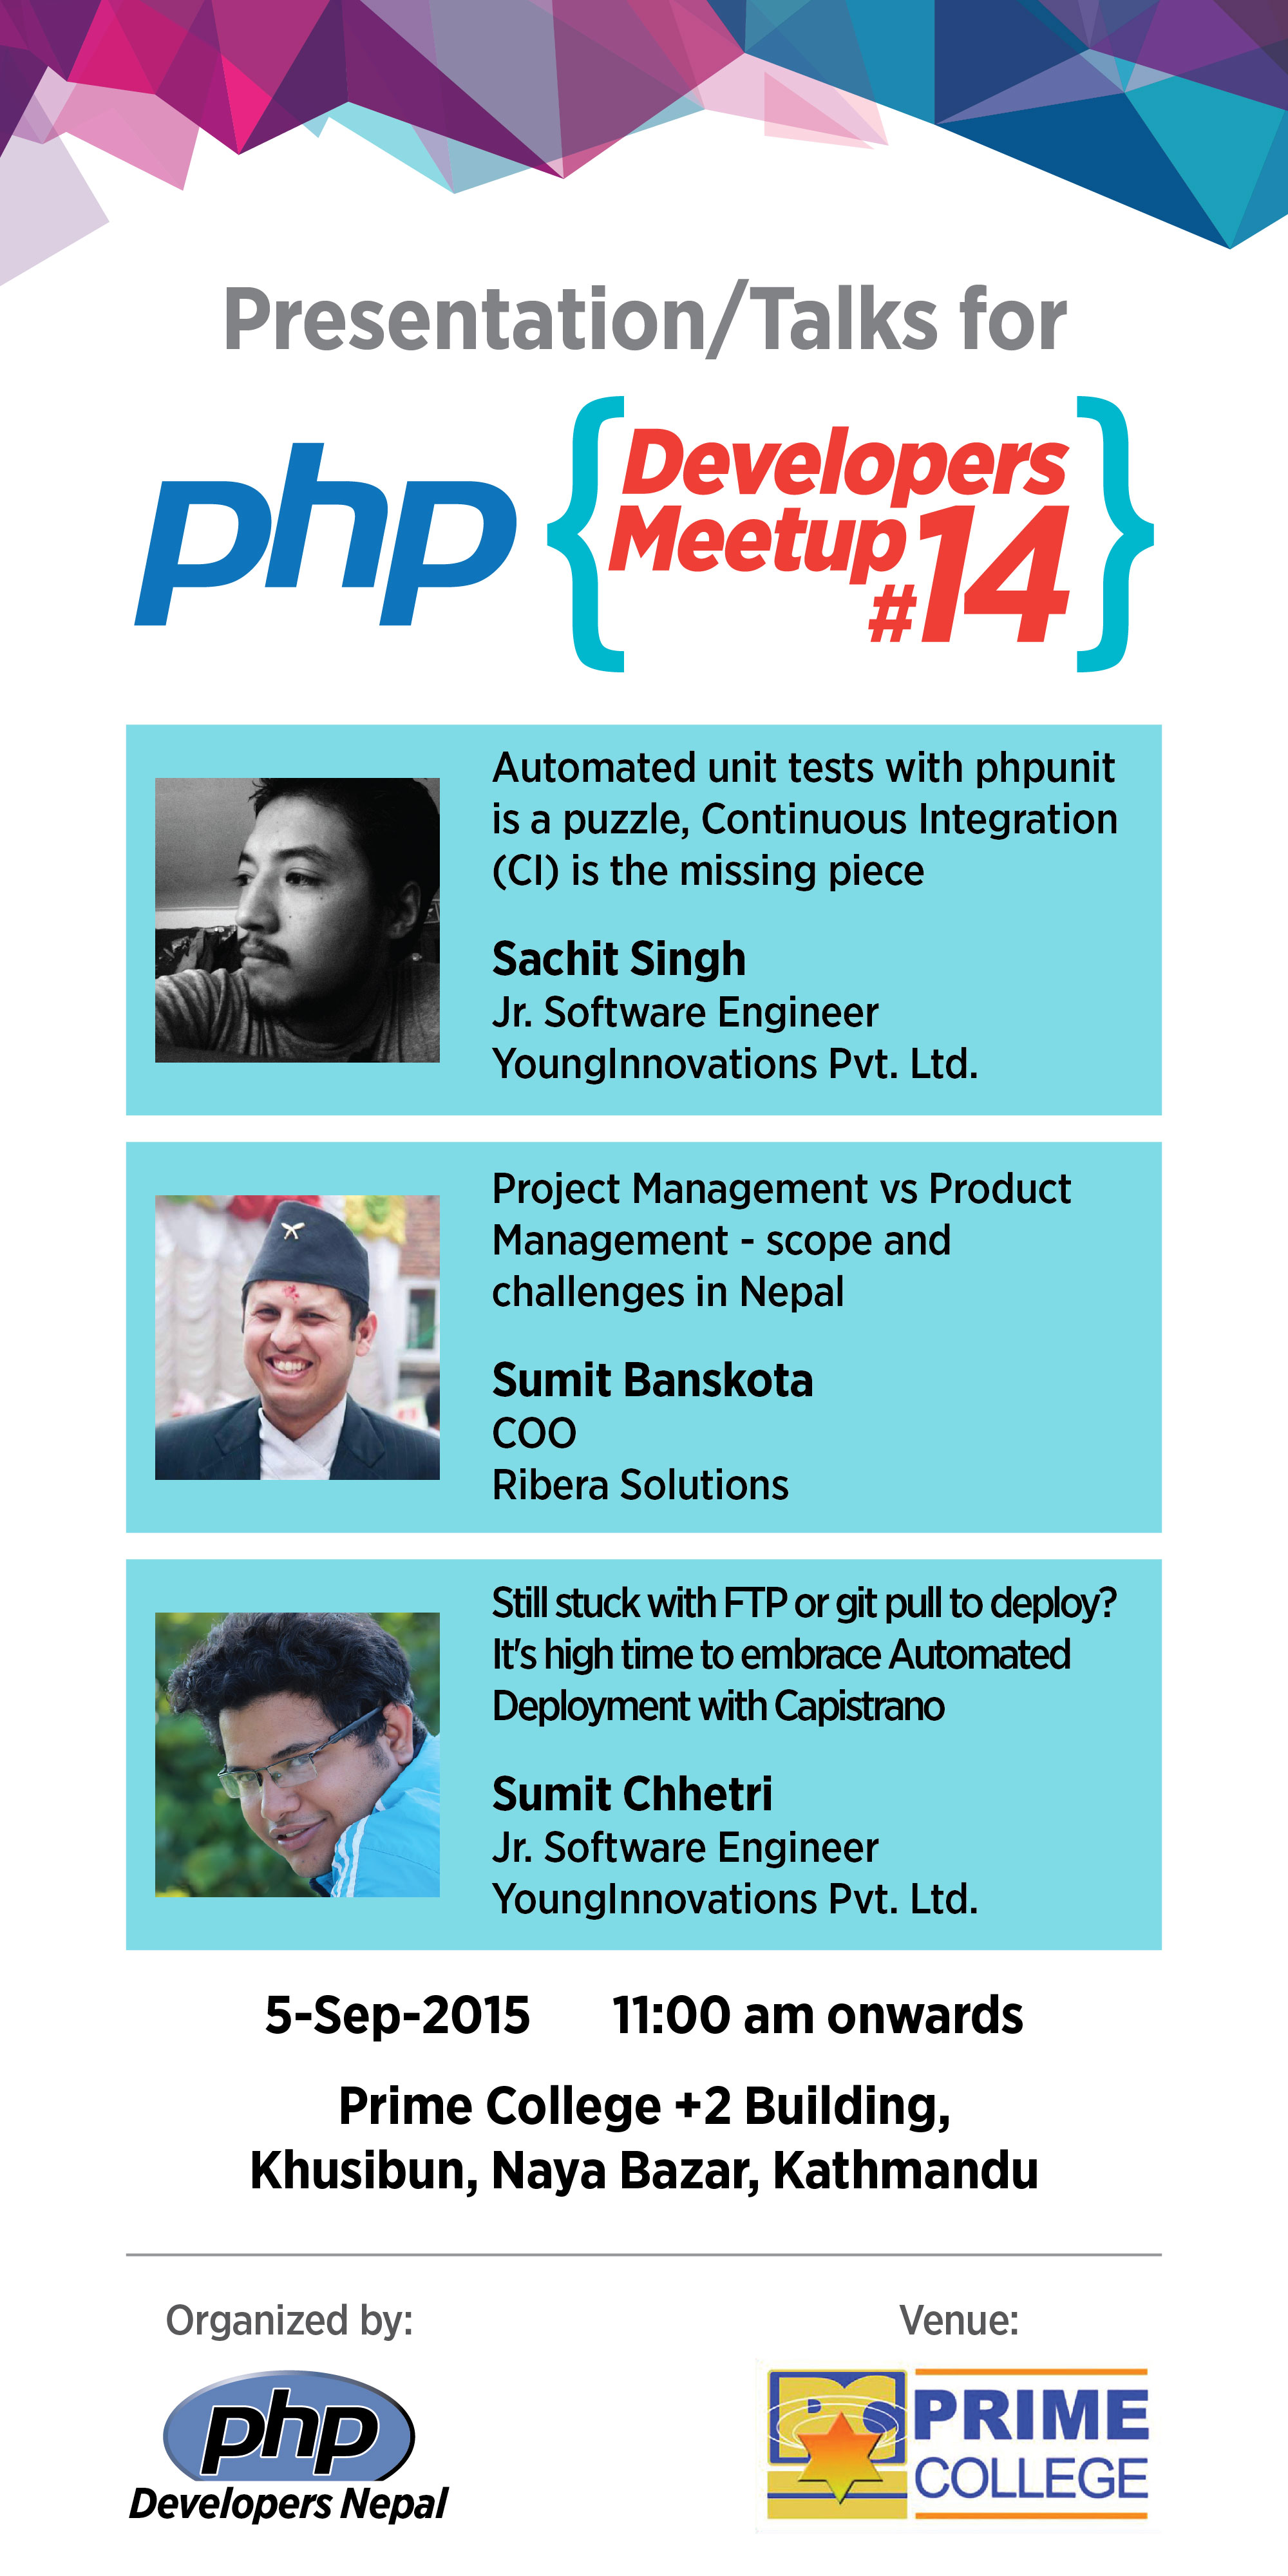 Presentation/Talks for
php { Developers
Meetup
#14 }
Automated unit tests with phpunit
is a puzzle, Continuous Integration
(CI) is the missing piece
Sachit Singh
Jr. Software Engineer
YoungInnovations Pvt. Ltd.
Project Management vs Product
Management - scope and
challenges in Nepal
Sumit Banskota
COO
Ribera Solutions
Still stuck with FTP or git pull to deploy?
It's high time to embrace Automated
Deployment with Capistrano
Sumit Chhetri
Jr. Software Engineer
YoungInnovations Pvt. Ltd.
5-Sep-2015 11:00 am onwards
Prime College +2 Building,
Khusibun, Naya Bazar, Kathmandu
Organized by:
php
Developers Nepal
Venue:
PRIME
COLLEGE